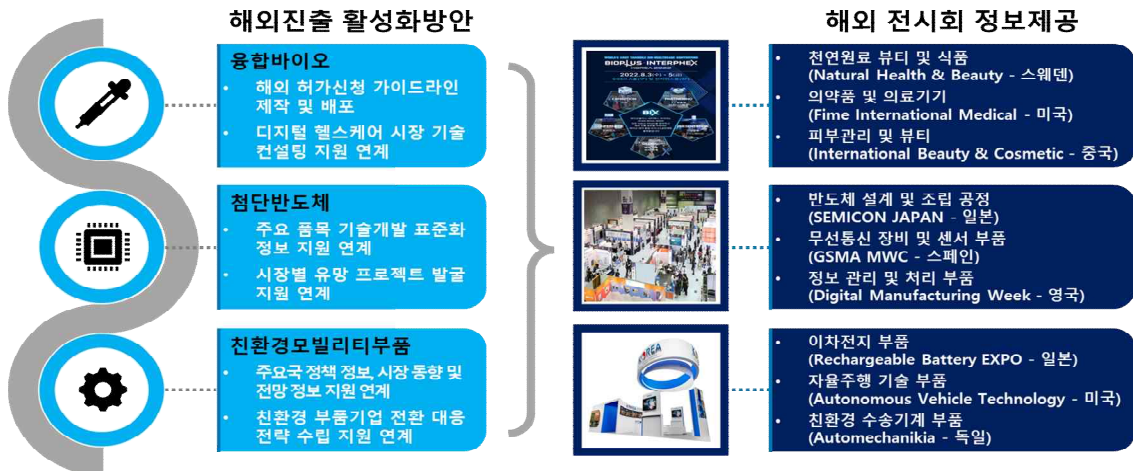 해외진출 활성화방안
융합바이오
• 해외 허가신청 가이드라인
제작 및 배포
• 디지털 헬스케어 시장 기술
컨설팅 지원 연계
첨단반도체
• 주요 품목 기술개발 표준화
정보 지원 연계
• 시장별 유망 프로젝트 발굴
지원 연계
친환경모빌리티부품
• 주요국 정책 정보, 시장 동향 및
전망 정보 지원 연계
• 친환경 부품기업 전환 대응
전략 수립 지원 연계
해외 전시회 정보제공
BIOPLUS INTERPHEX
2022.8.3(수) - 5(금)
BIX
• 천연원료 뷰티 및 식품
(Natural Health & Beauty - 스웨덴)
• 의약품 및 의료기기
(Fime International Medical - 미국)
• 피부관리 및 뷰티
(International Beauty & Cosmetic - 중국)
• 반도체 설계 및 조립 공정
(SEMICON JAPAN - 일본)
• 무선통신 장비 및 센서 부품
(GSMA MWC - 스페인)
• 정보 관리 및 처리 부품
(Digital Manufacturing Week - 영국)
KOREA
• 이차전지 부품
(Rechargeable Battery EXPO - 일본)
• 자율주행 기술 부품
(Autonomous Vehicle Technology - 미국)
• 친환경 수송기계 부품
(Automechanikia - 독일)